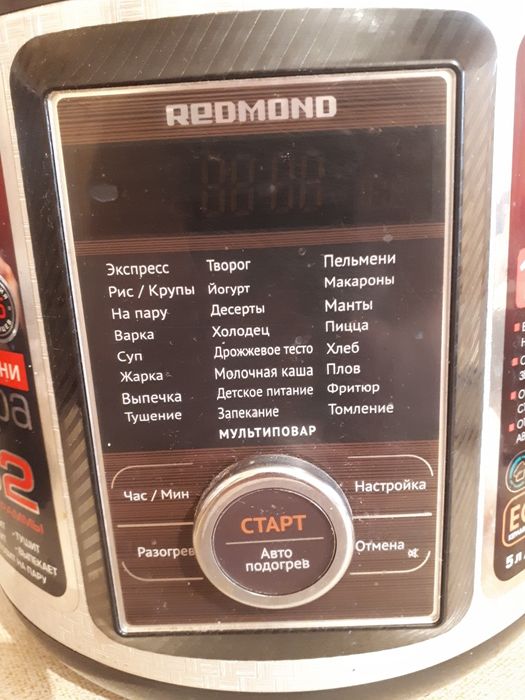 REDMOND
Экспресс Творог Пельмени
Рис / Крупы Йогурт Макароны
На пару Десерты Манты
Варка Холодец Пицца
Суп Дрожжевое тесто Хлеб
Жарка Молочная каша Плов
Выпечка Детское питание Фритюр
Тушение Запекание Томление
МУЛЬТИПОВАР
Час / Мин Настройка
СТАРТ
Разогрев Авто Отмена
подогрев
5 л